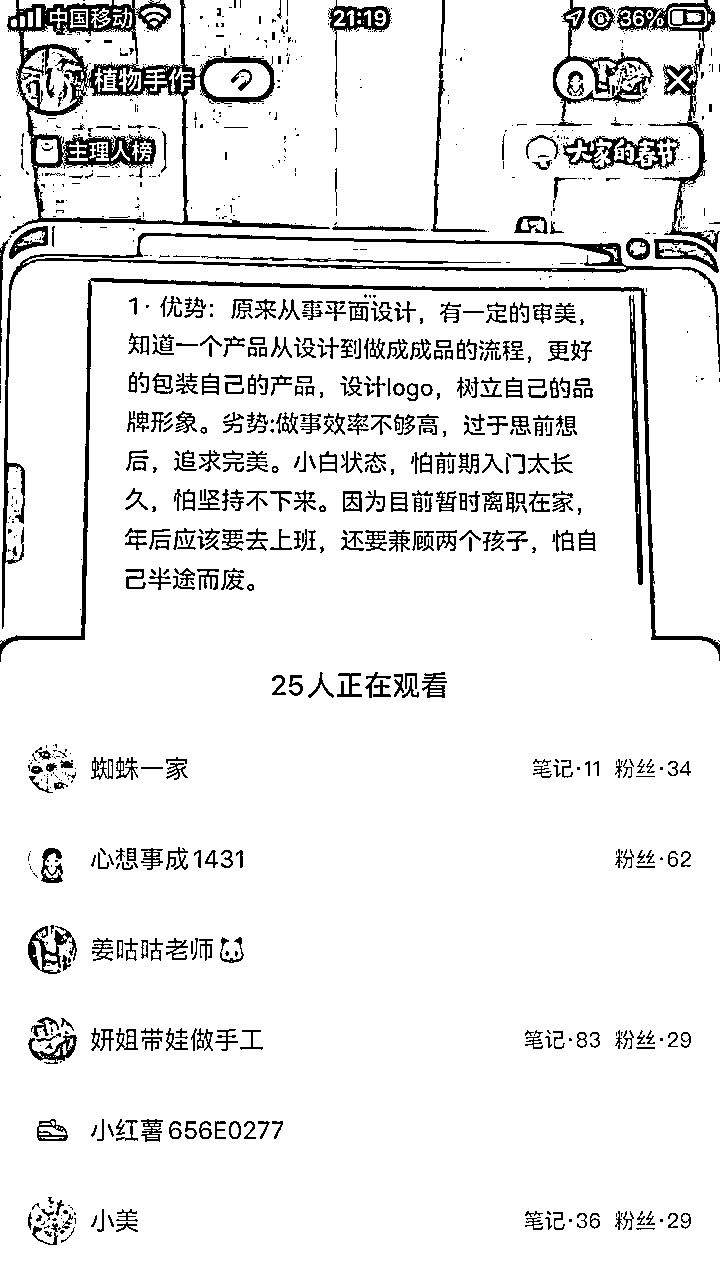 中国移动
21:19
36%
植物手作
主理人榜
大家的春节
1· 优势：原来从事平面设计，有一定的审美，
知道一个产品从设计到做成成品的流程，更好
的包装自己的产品，设计logo，树立自己的品
牌形象。劣势:做事效率不够高，过于思前想
后，追求完美。小白状态，怕前期入门太长
久，怕坚持不下来。因为目前暂时离职在家，
年后应该要去上班，还要兼顾两个孩子，怕自
己半途而废。
25人正在观看
蜘蛛一家 笔记·11 粉丝·34
心想事成1431 粉丝·62
姜咕咕老师
妍姐带娃做手工 笔记·83 粉丝·29
小红薯656E0277
小美 笔记·36 粉丝·29